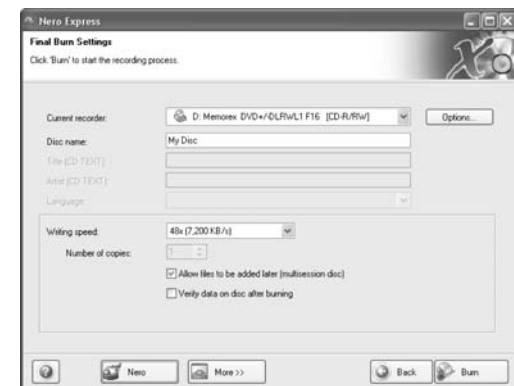 Nero Express
Final Burn Settings
Click 'Burn' to start the recording process.
Current recorder: D: Memorex DVD+/-DLRWL1 F16 [CD-R/RW] Options...
Disc name: My Disc
Title (CD TEXT):
Artist (CD TEXT):
Language:
Writing speed: 48x (7,200 KB/s)
Number of copies: 1
Allow files to be added later (multisession disc)
Verify data on disc after burning
Nero More >> Back Burn